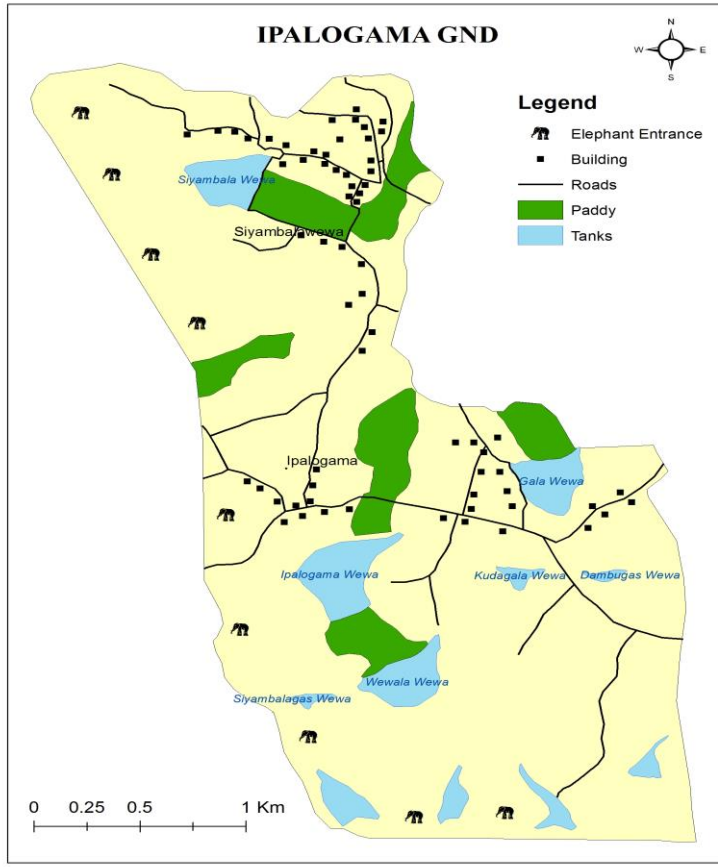 IPALOGAMA GND
N
W E
S
Legend
Elephant Entrance
Building
Roads
Paddy
Tanks
Siyambala Wewa
Siyambalawewa
Ipalogama
Gala Wewa
Ipalogama Wewa
Kudagala Wewa
Dambugas Wewa
Wewala Wewa
Siyambalagas Wewa
0 0.25 0.5 1 Km